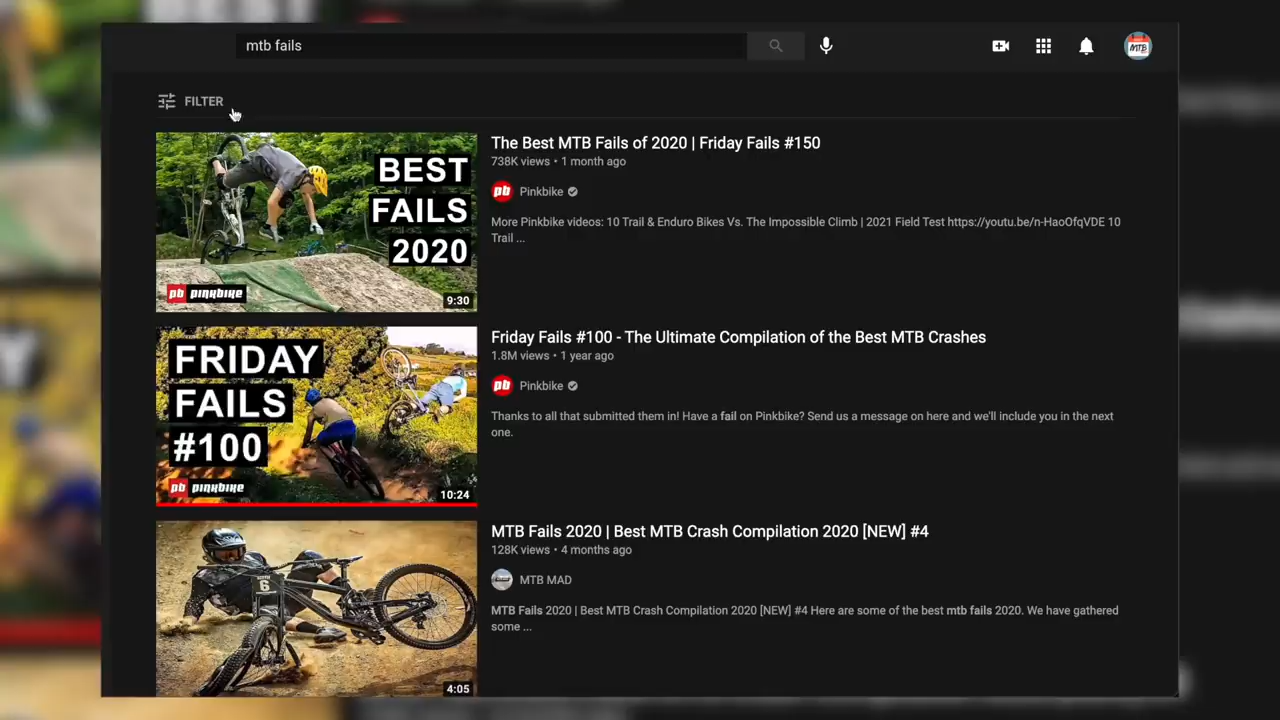 mtb fails
MTB
FILTER
BEST
FAILS
2020
pb pinkbike
9:30
The Best MTB Fails of 2020 | Friday Fails #150
738K views • 1 month ago
pb Pinkbike
More Pinkbike videos: 10 Trail & Enduro Bikes Vs. The Impossible Climb | 2021 Field Test https://youtu.be/n-HaoOfqVDE 10
Trail ...
FRIDAY
FAILS
#100
pb pinkbike
10:24
Friday Fails #100 - The Ultimate Compilation of the Best MTB Crashes
1.8M views • 1 year ago
pb Pinkbike
Thanks to all that submitted them in! Have a fail on Pinkbike? Send us a message on here and we'll include you in the next
one.
6
4:05
MTB Fails 2020 | Best MTB Crash Compilation 2020 [NEW] #4
128K views • 4 months ago
MTB MAD
MTB Fails 2020 | Best MTB Crash Compilation 2020 [NEW] #4 Here are some of the best mtb fails 2020. We have gathered
some ...